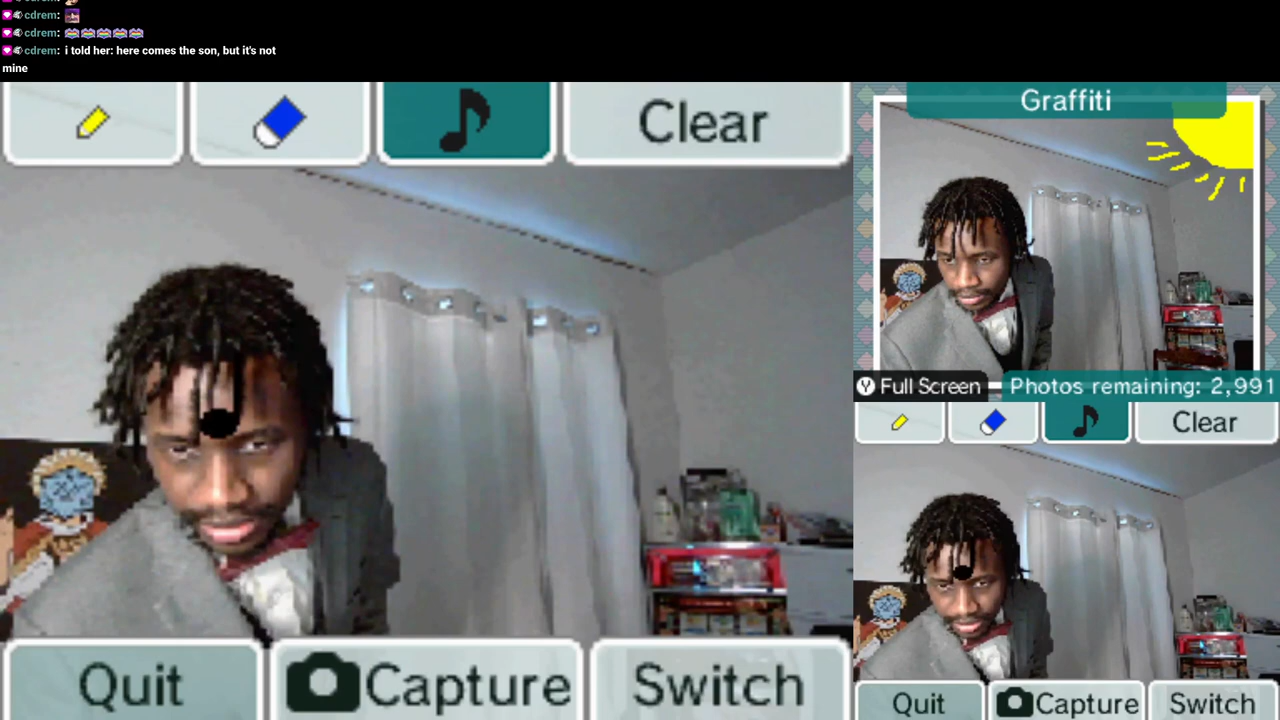 cdrem:
cdrem:
cdrem: i told her: here comes the son, but it's not
mine
Clear
Graffiti
Y Full Screen
Photos remaining: 2,991
Clear
Quit
Capture
Switch
Quit
Capture
Switch